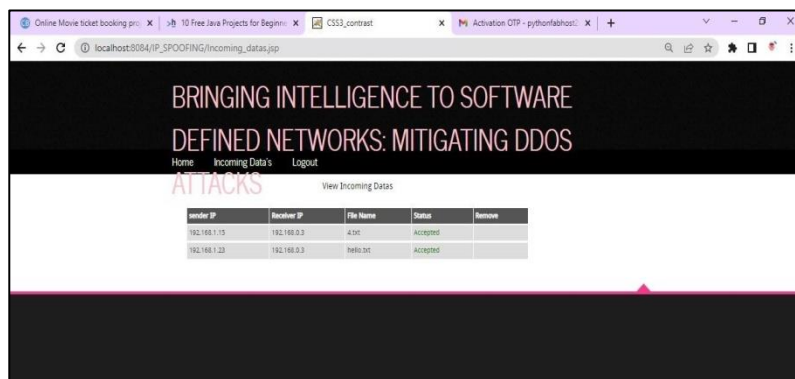 Online Movie ticket booking pro
10 Free Java Projects for Beginne
CSS3_contrast
Activation OTP - pythonfabhost2
localhost:8084/IP_SPOOFING/Incoming_datas.jsp
BRINGING INTELLIGENCE TO SOFTWARE
DEFINED NETWORKS: MITIGATING DDOS
Home Incoming Data's Logout
ATTACKS
View Incoming Datas
sender IP Receiver IP File Name Status Remove
192.168.1.15 192.168.0.3 4.txt Accepted
192.168.1.23 192.168.0.3 hello.txt Accepted